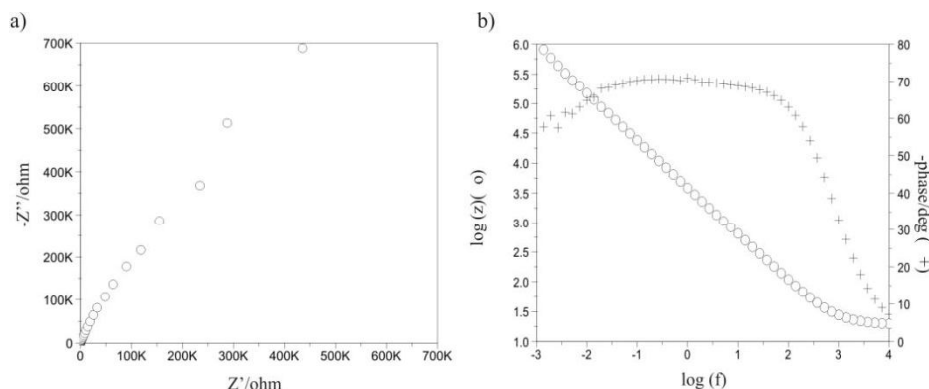 a)
700K
600K
500K
400K
300K
200K
100K
0
0 100K 200K 300K 400K 500K 600K 700K
-Z’’/ohm
Z’/ohm
b)
6.0
5.5
5.0
4.5
4.0
3.5
3.0
2.5
2.0
1.5
1.0
-3 -2 -1 0 1 2 3 4
80
70
60
50
40
30
20
10
0
log (z)( o)
-phase/deg ( +)
log (f)